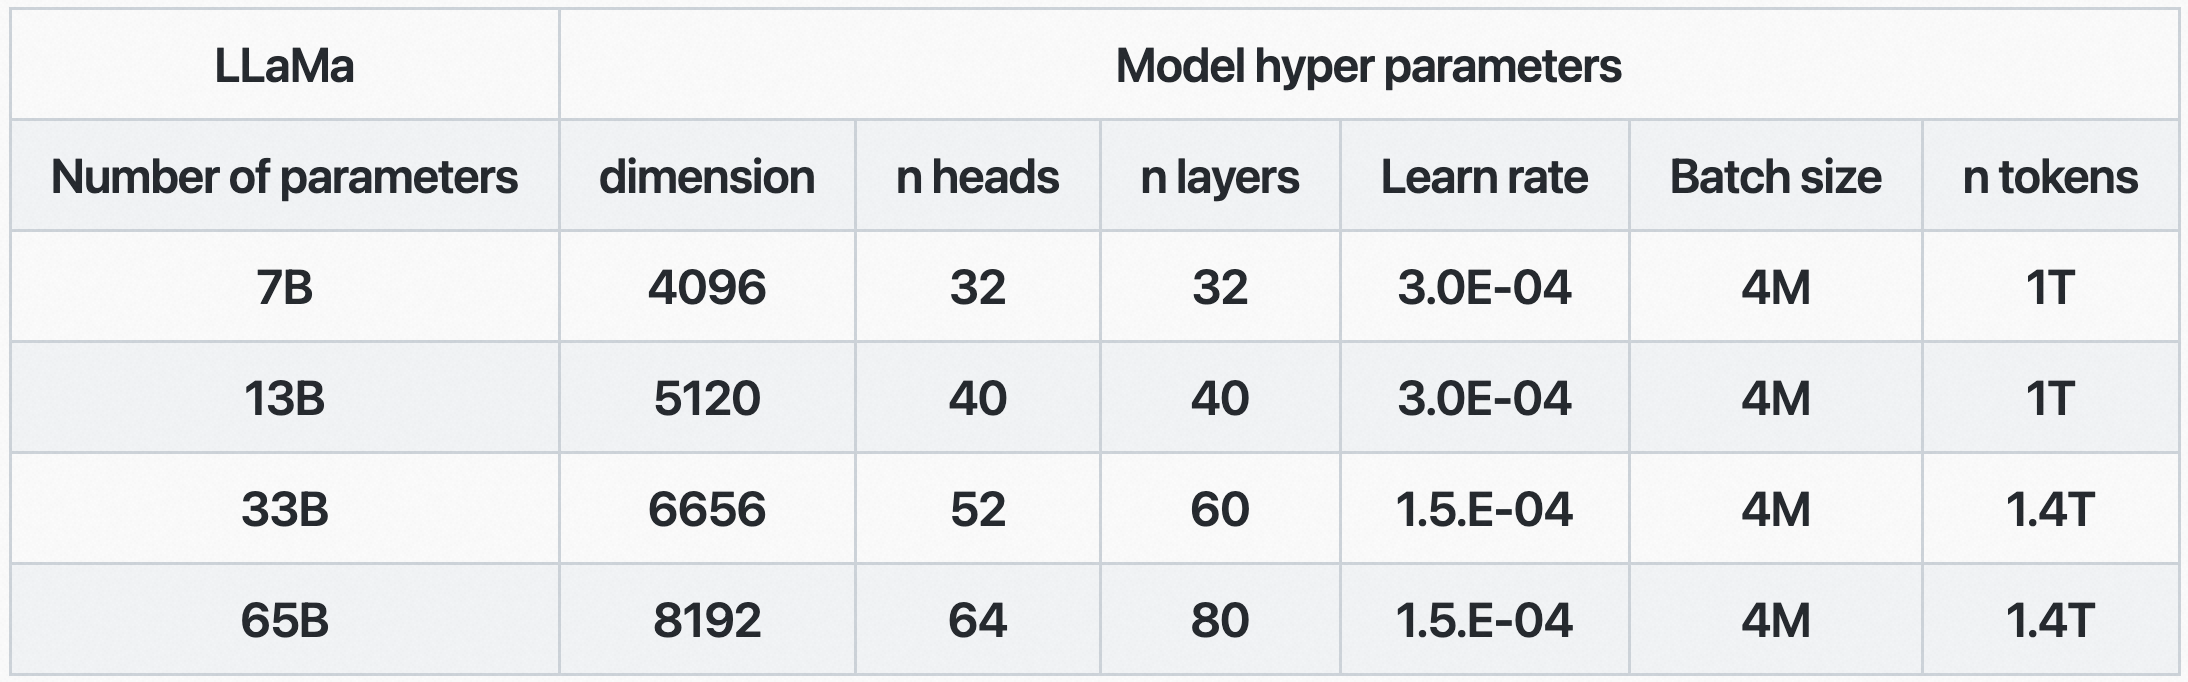 LLaMa Model hyper parameters
Number of parameters dimension n heads n layers Learn rate Batch size n tokens
7B 4096 32 32 3.0E-04 4M 1T
13B 5120 40 40 3.0E-04 4M 1T
33B 6656 52 60 1.5.E-04 4M 1.4T
65B 8192 64 80 1.5.E-04 4M 1.4T